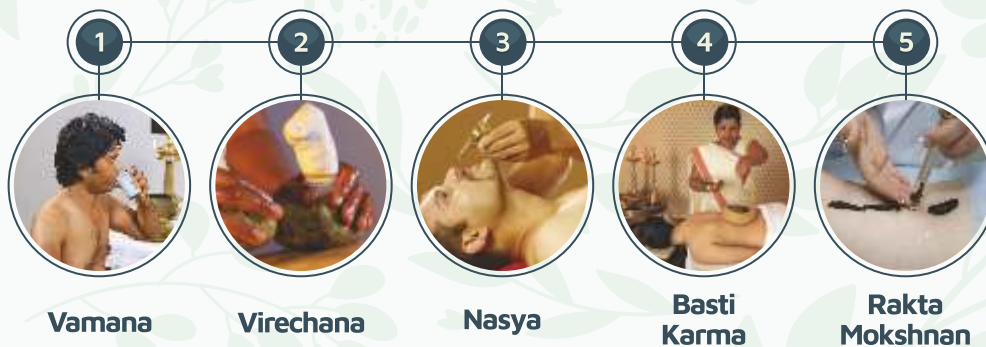 1
2
3
4
5
Vamana
Virechana
Nasya
Basti
Karma
Rakta
Mokshnan